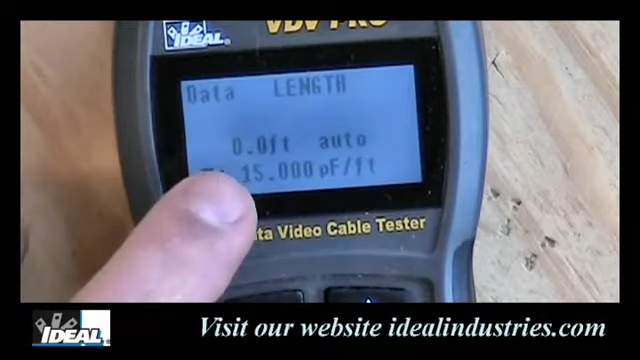 IDEAL
VDV PRO
Data LENGTH
0.0ft auto
15.000 pF/ft
ta Video Cable Tester
IDEAL
Visit our website idealindustries.com